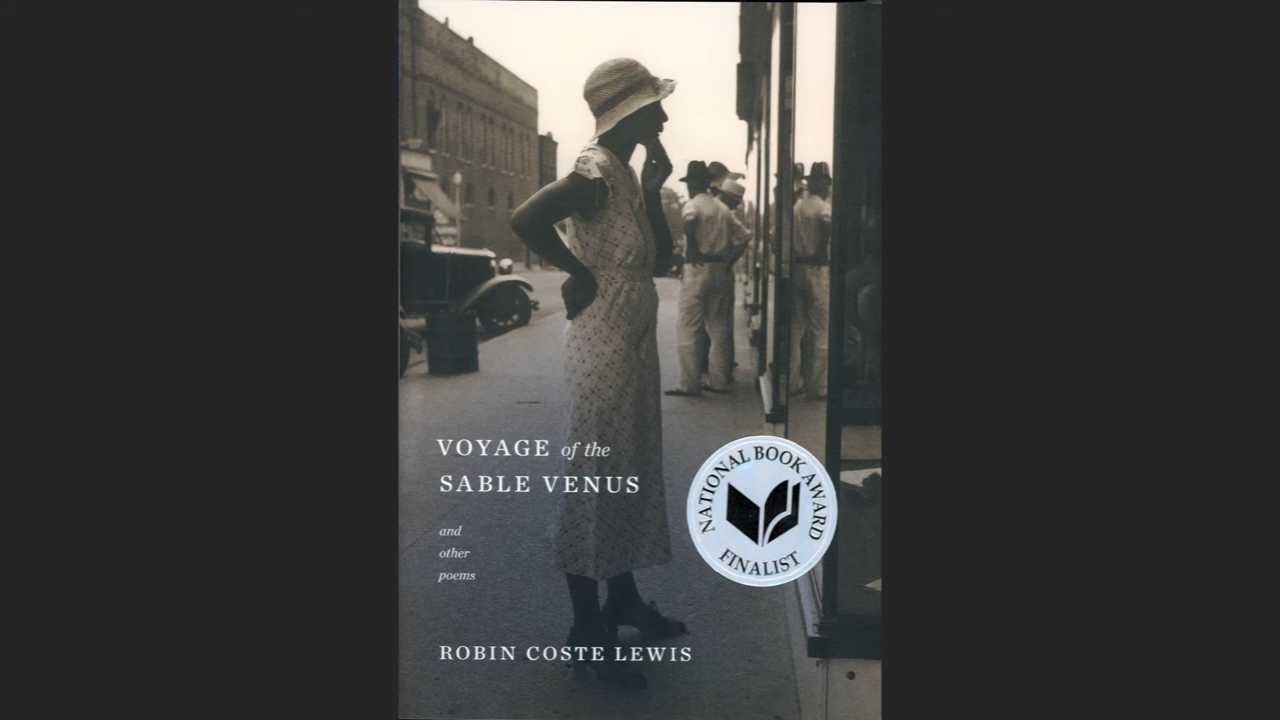 VOYAGE of the
SABLE VENUS
and
other
poems
NATIONAL BOOK AWARD
FINALIST
ROBIN COSTE LEWIS